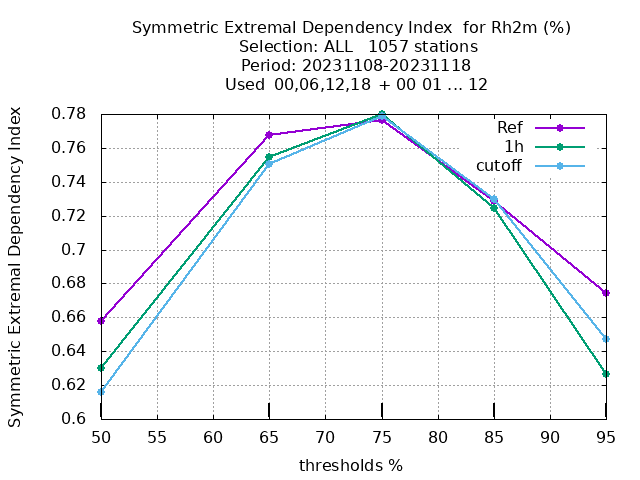 Symmetric Extremal Dependency Index  for Rh2m (%)
Selection: ALL   1057 stations
Period: 20231108-20231118
Used  00,06,12,18 + 00 01 ... 12
Symmetric Extremal Dependency Index
0.78
0.76
0.74
0.72
0.7
0.68
0.66
0.64
0.62
0.6
Ref
1h
cutoff
50 55 60 65 70 75 80 85 90 95
thresholds %